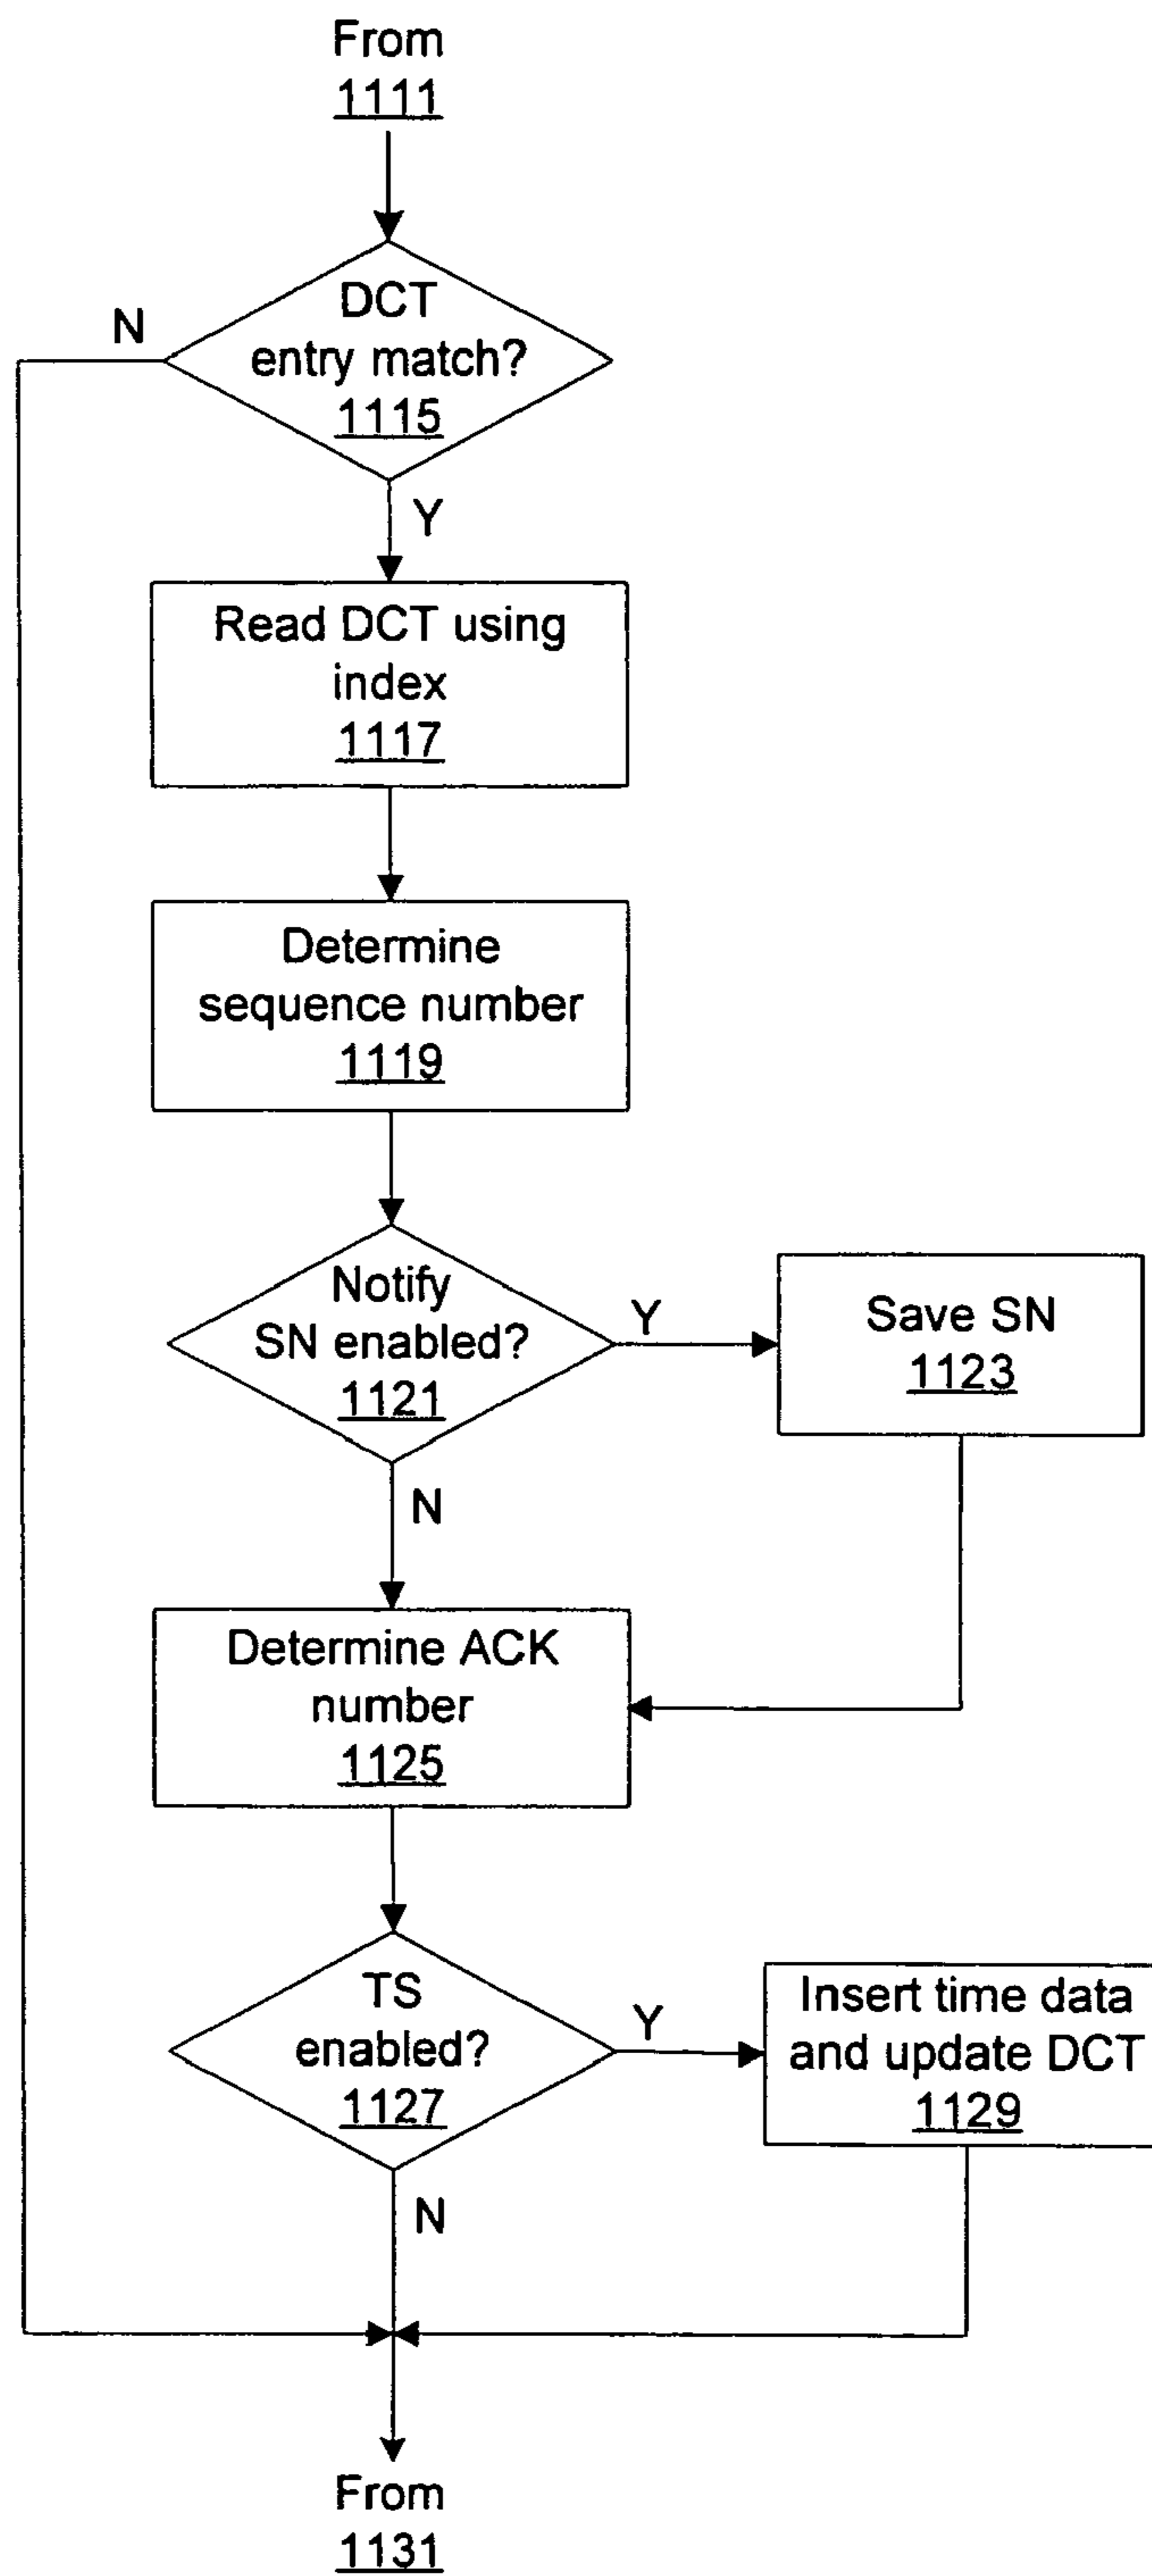 From
1111
DCT
entry match?
1115
N
Y
Read DCT using
index
1117
Determine
sequence number
1119
Notify
SN enabled?
1121
Y
Save SN
1123
N
Determine ACK
number
1125
TS
enabled?
1127
Y
Insert time data
and update DCT
1129
N
From
1131